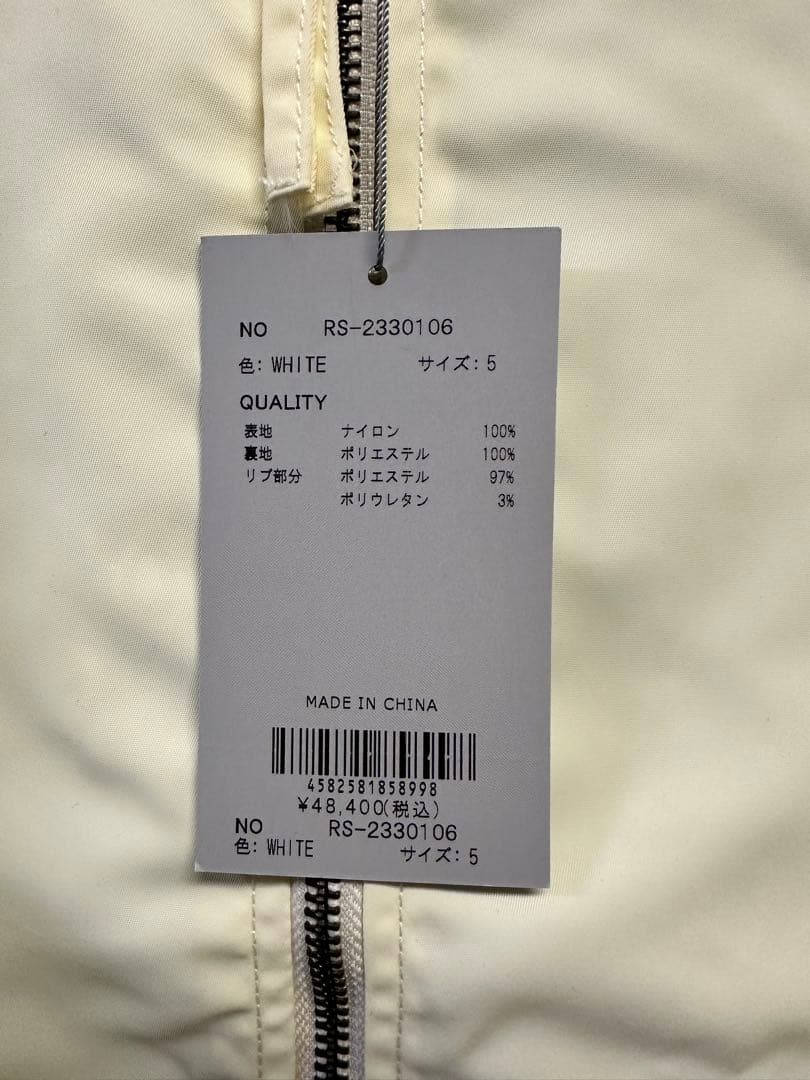 NO RS-2330106
色: WHITE サイズ: 5
QUALITY
表地 ナイロン 100%
裏地 ポリエステル 100%
リブ部分 ポリエステル 97%
ポリウレタン 3%
MADE IN CHINA
4582581858998
¥48,400(税込)
NO RS-2330106
色: WHITE サイズ: 5